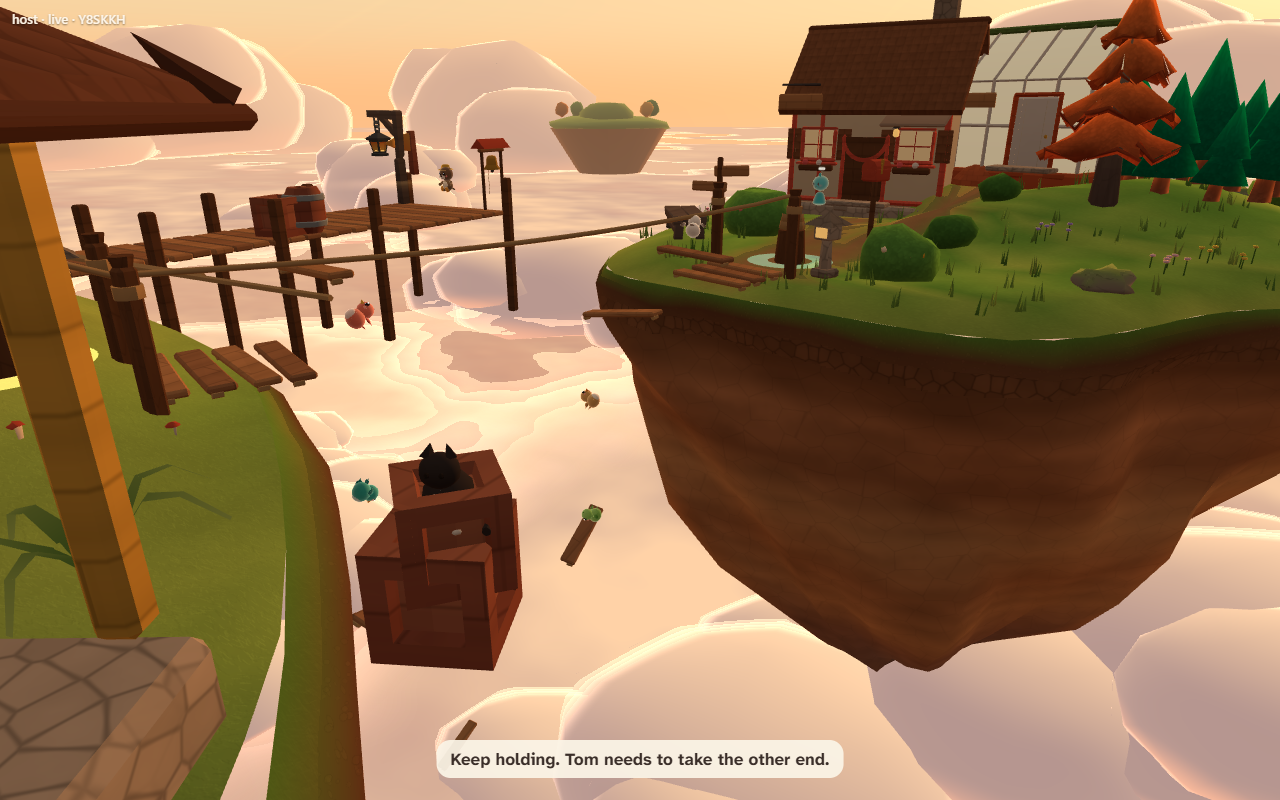 host - live - Y8SKKH
Keep holding. Tom needs to take the other end.